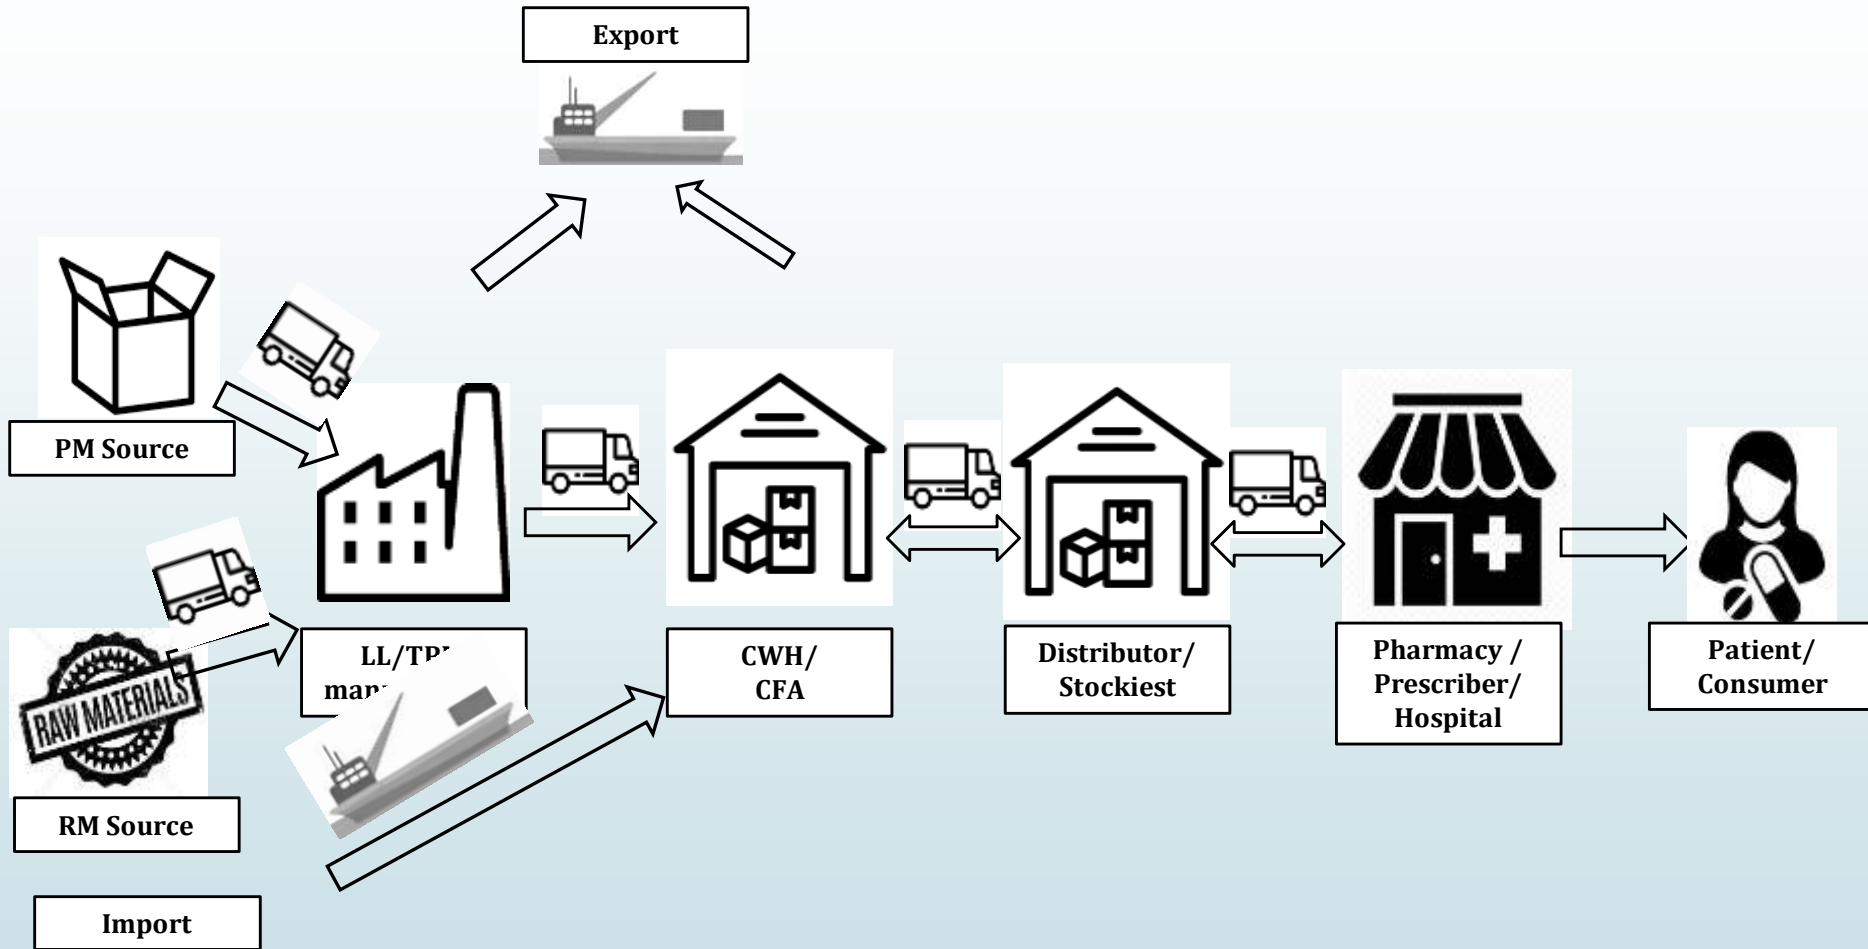 Export
PM Source
RAW MATERIALS
RM Source
Import
CWH/
CFA
Distributor/
Stockiest
Pharmacy /
Prescriber/
Hospital
Patient/
Consumer